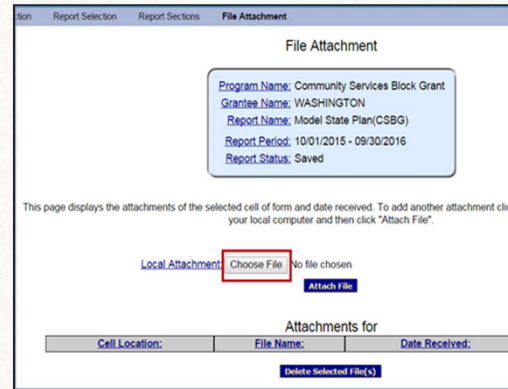 tion Report Selection Report Sections File Attachment
File Attachment
Program Name: Community Services Block Grant
Grantee Name: WASHINGTON
Report Name: Model State Plan(CSBG)
Report Period: 10/01/2015 - 09/30/2016
Report Status: Saved
This page displays the attachments of the selected cell of form and date received. To add another attachment clic
your local computer and then click "Attach File".
Local Attachment: Choose File No file chosen
Attach File
Attachments for
Cell Location: File Name: Date Received:
Delete Selected File(s)